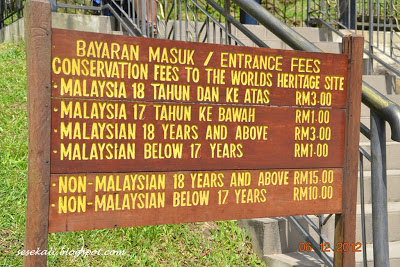 BAYARAN MASUK / ENTRANCE FEES
CONSERVATION FEES TO THE WORLDS HERITAGE SITE
· MALAYSIA 18 TAHUN DAN KE ATAS RM3.00
· MALAYSIA 17 TAHUN KE BAWAH RM1.00
· MALAYSIAN 18 YEARS AND ABOVE RM3.00
· MALAYSIAN BELOW 17 YEARS RM1.00
· NON-MALAYSIAN 18 YEARS AND ABOVE RM15.00
· NON-MALAYSIAN BELOW 17 YEARS RM10.00
sesekali.blogspot.com
06.12.2012